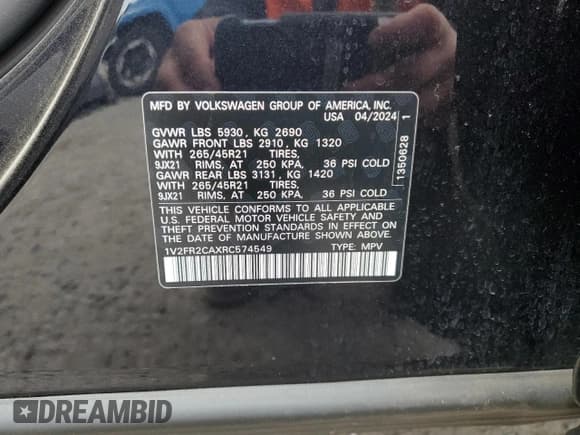 MFD BY VOLKSWAGEN GROUP OF AMERICA, INC.
USA 04/2024
GVWR LBS 5930, KG 2690
GAWR FRONT LBS 2910, KG 1320
WITH 265/45R21 TIRES,
9JX21 RIMS, AT 250 KPA, 36 PSI COLD
GAWR REAR LBS 3131, KG 1420
WITH 265/45R21 TIRES,
9JX21 RIMS, AT 250 KPA, 36 PSI COLD
THIS VEHICLE CONFORMS TO ALL APPLICABLE
U.S. FEDERAL MOTOR VEHICLE SAFETY AND
THEFT PREVENTION STANDARDS IN EFFECT ON THE
DATE OF MANUFACTURE SHOWN ABOVE.
1V2FR2CAXRC574549 TYPE: MPV
1350628 1
DREAMBID